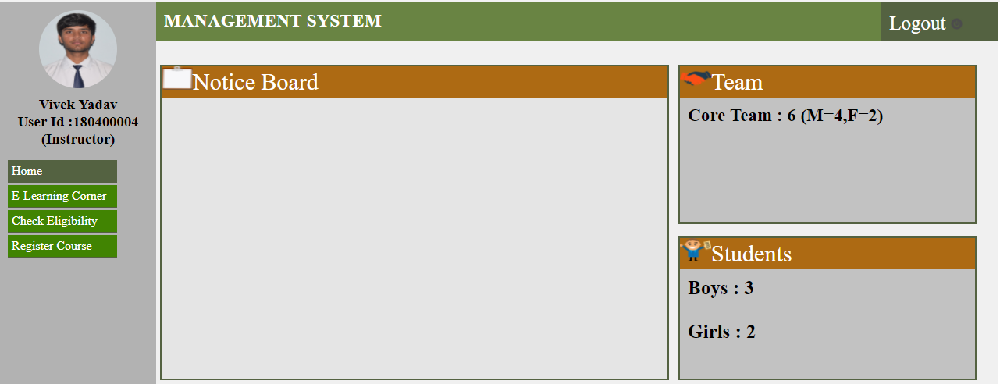 MANAGEMENT SYSTEM
Logout
Vivek Yadav
User Id :180400004
(Instructor)
Home
E-Learning Corner
Check Eligibility
Register Course
Notice Board
Team
Core Team : 6 (M=4,F=2)
Students
Boys : 3
Girls : 2